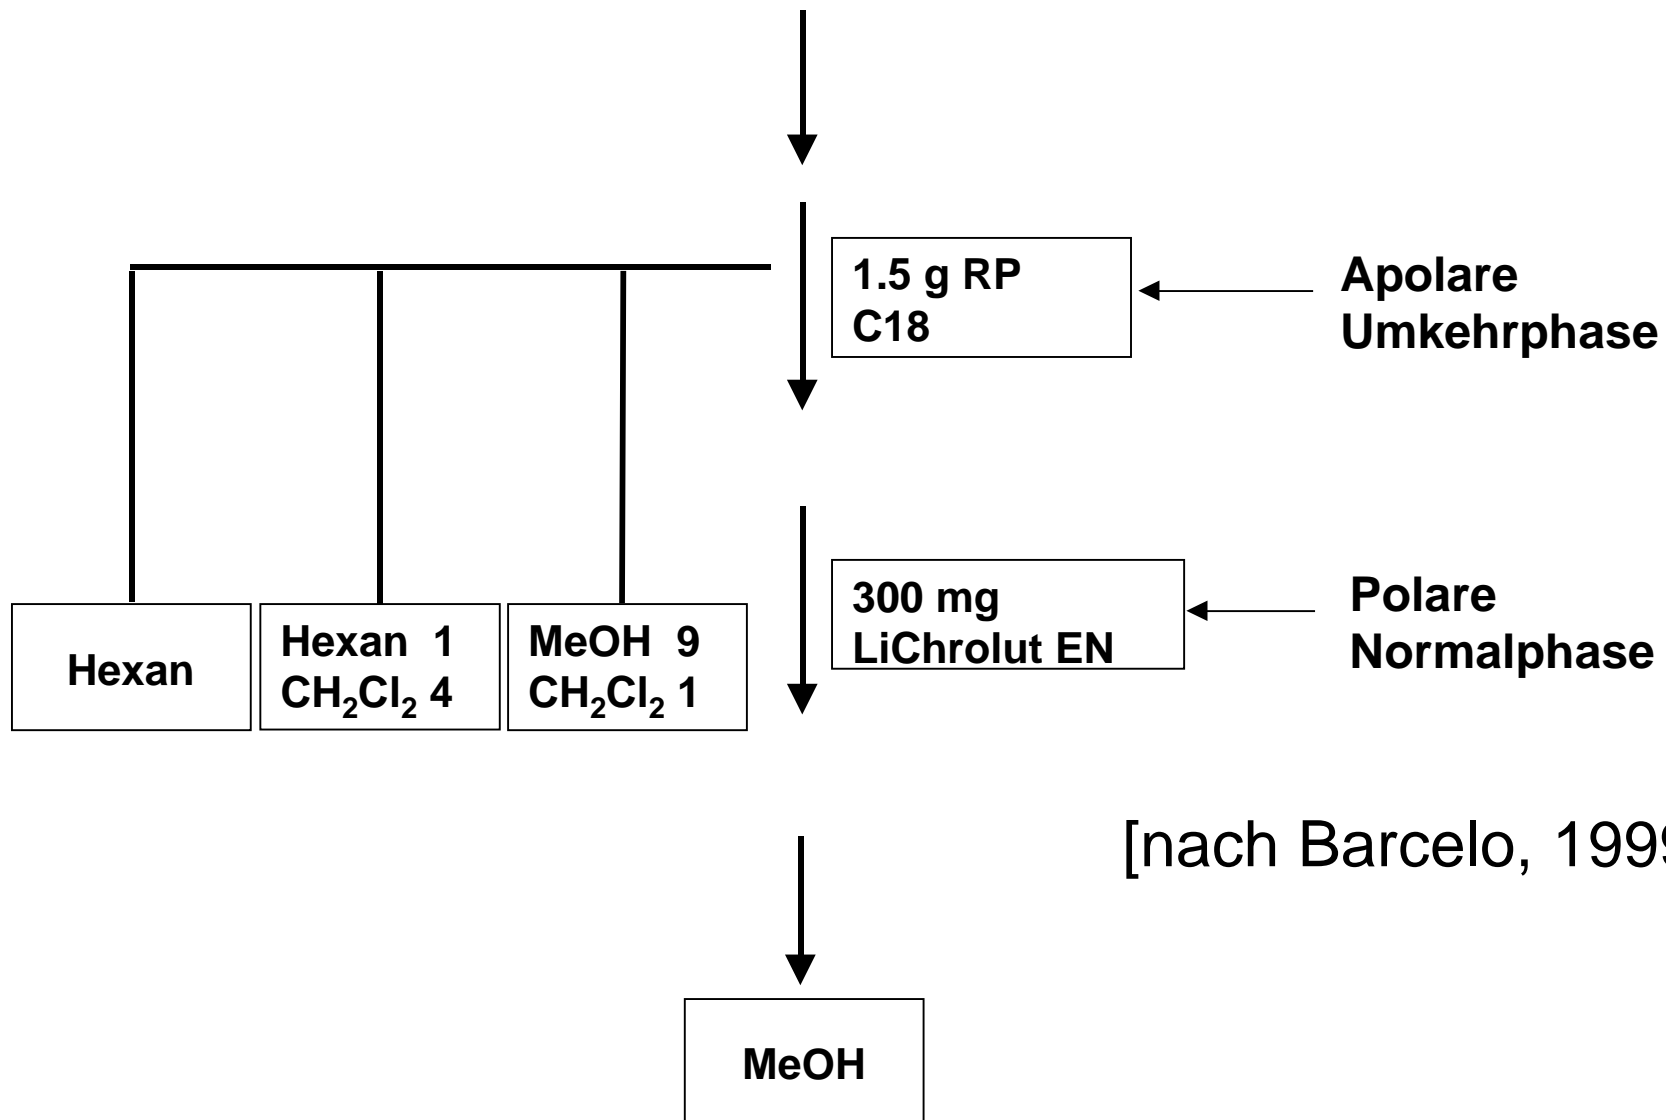 1.5 g RP
C18
Apolare
Umkehrphase
Hexan
Hexan 1
CH₂Cl₂ 4
MeOH 9
CH₂Cl₂ 1
300 mg
LiChrolut EN
Polare
Normalphase
[nach Barcelo, 1999
MeOH